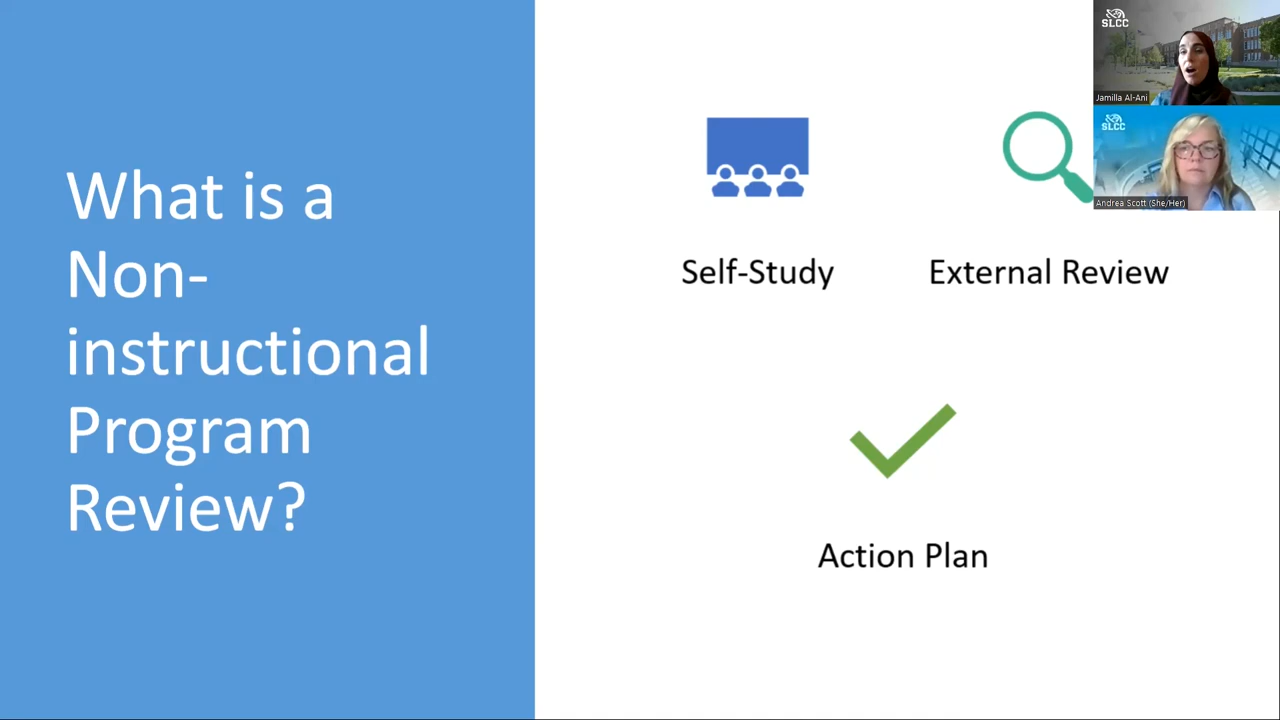 What is a
Non-
instructional
Program
Review?
Self-Study
External Review
Action Plan
SLCC
Jamilla Al-Ani
SLCC
Andrea Scott (She/Her)